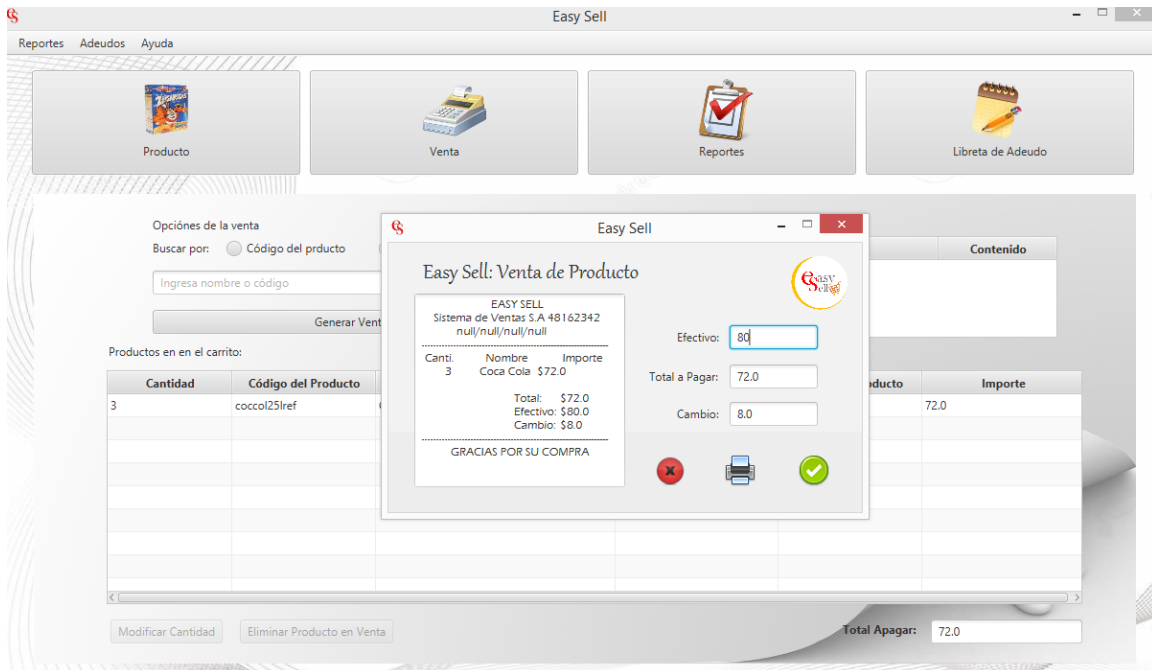 Easy Sell
Reportes Adeudos Ayuda
Producto
Venta
Reportes
Libreta de Adeudo
Opciónes de la venta
Buscar por: Código del prducto
Ingresa nombre o código
Generar Vent
Contenido
Productos en en el carrito:
Cantidad Código del Producto oducto Importe
3 coccol25lref 72.0
Modificar Cantidad Eliminar Producto en Venta
Total Apagar: 72.0
Easy Sell
Easy Sell: Venta de Producto
Easy
Sell
EASY SELL
Sistema de Ventas S.A 48162342
null/null/null/null
Canti. Nombre Importe
3 Coca Cola $72.0
Total: $72.0
Efectivo: $80.0
Cambio: $8.0
GRACIAS POR SU COMPRA
Efectivo: 80
Total a Pagar: 72.0
Cambio: 8.0